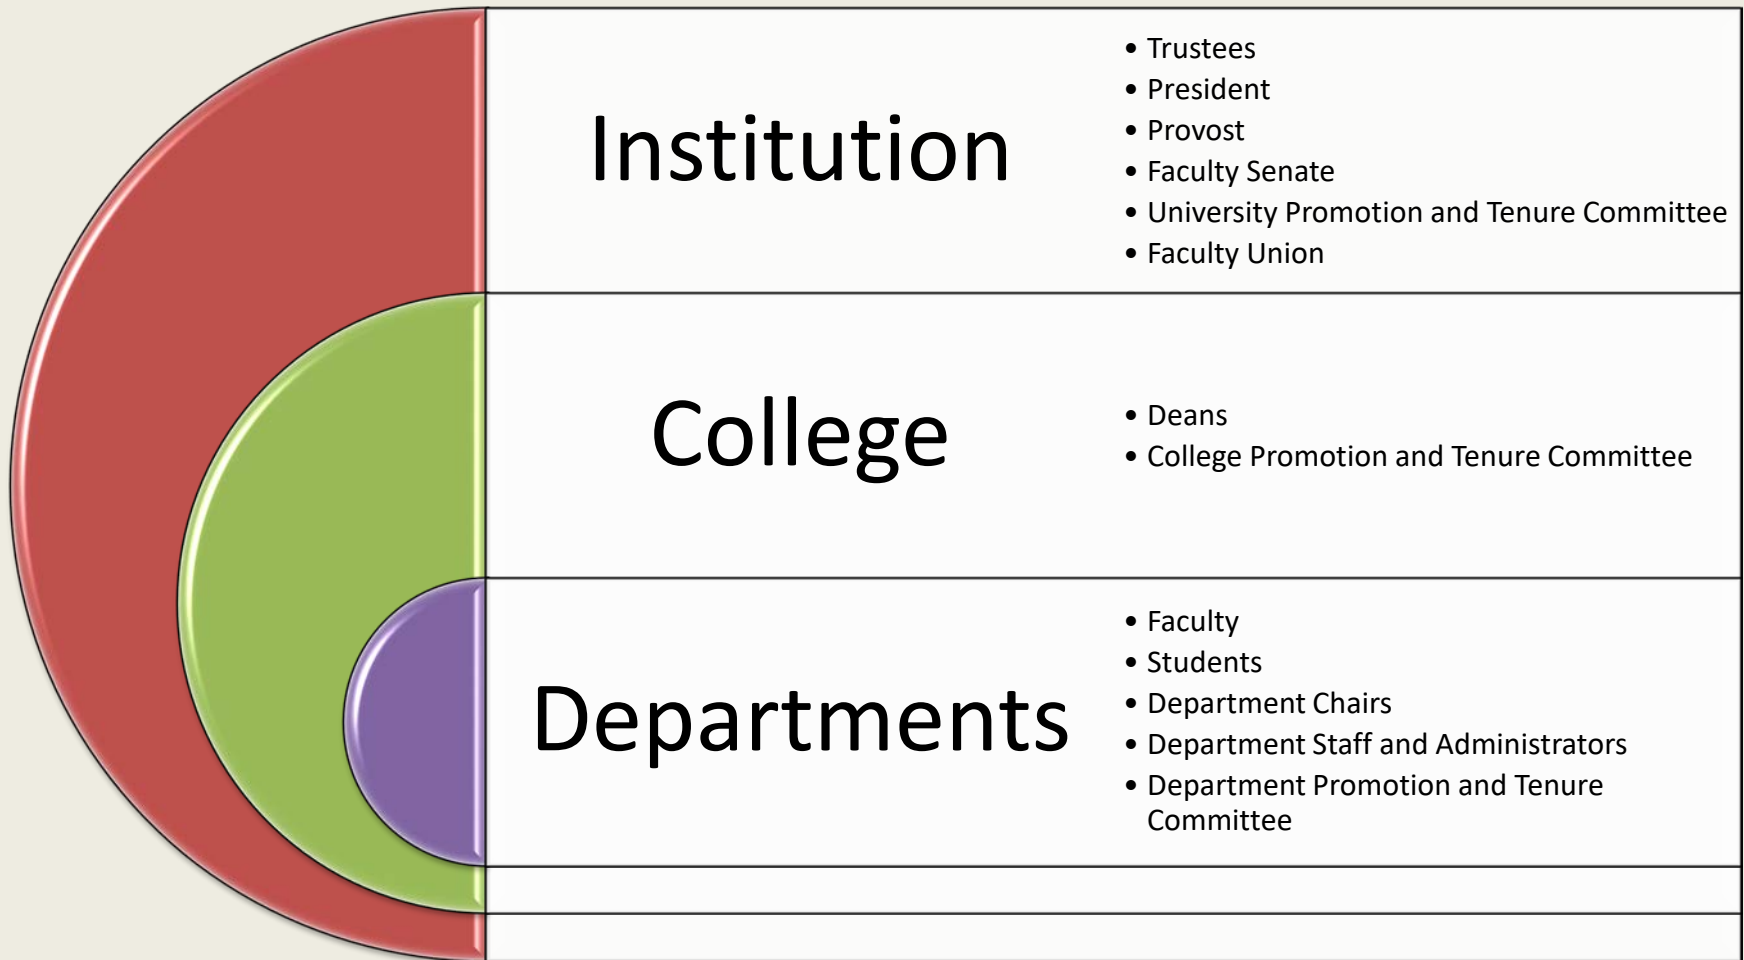 Institution
• Trustees
• President
• Provost
• Faculty Senate
• University Promotion and Tenure Committee
• Faculty Union
College
• Deans
• College Promotion and Tenure Committee
Departments
• Faculty
• Students
• Department Chairs
• Department Staff and Administrators
• Department Promotion and Tenure
Committee